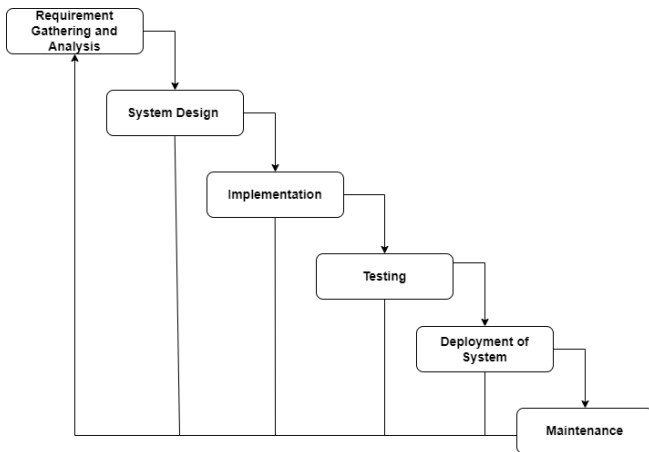 Requirement
Gathering and
Analysis
System Design
Implementation
Testing
Deployment of
System
Maintenance